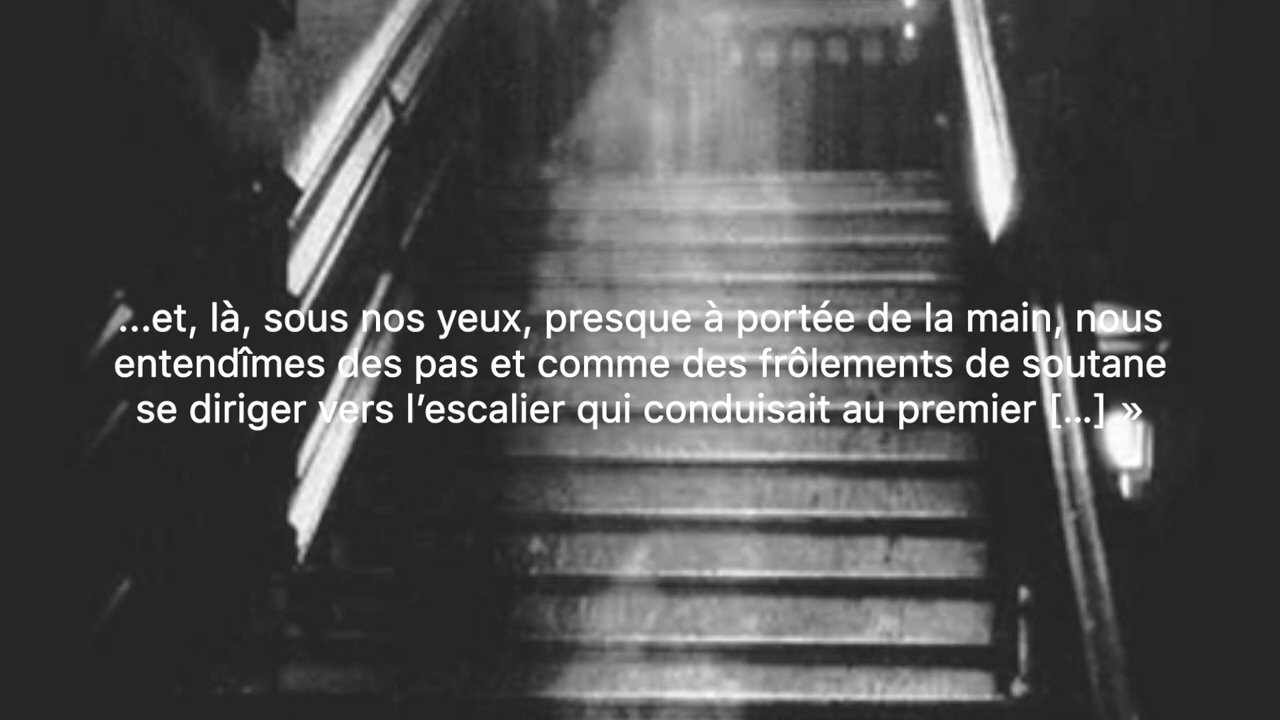 ...et, là, sous nos yeux, presque à portée de la main, nous
entendîmes des pas et comme des frôlements de soutane
se diriger vers l’escalier qui conduisait au premier [...] »